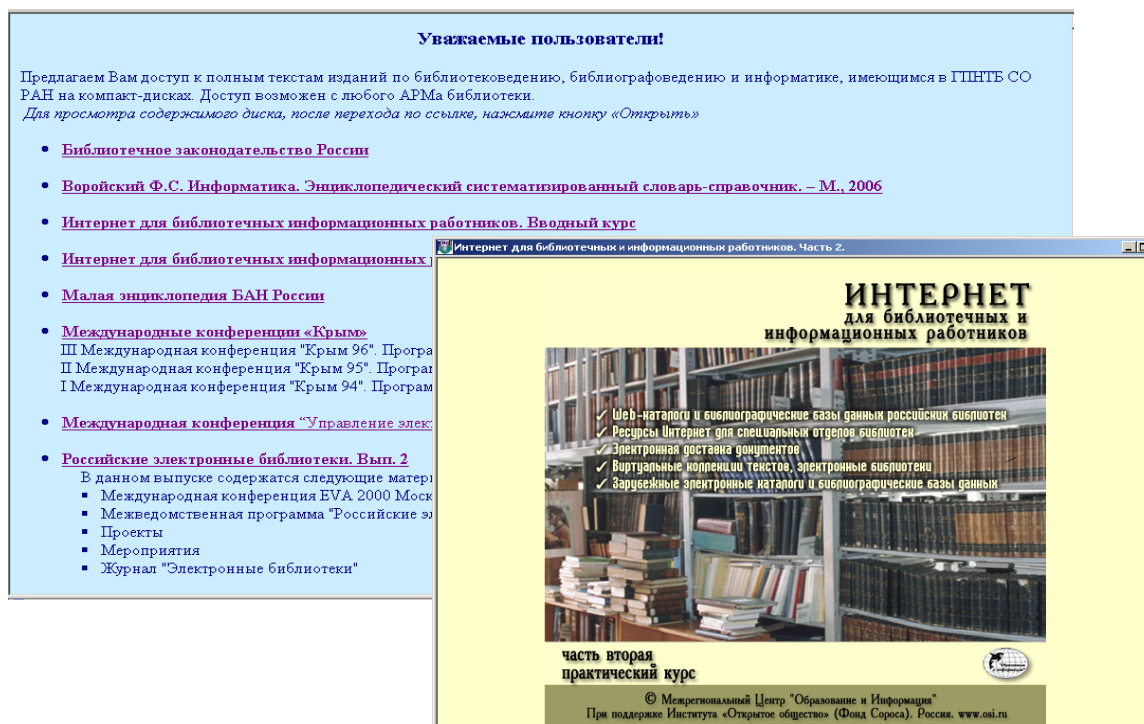 Уважаемые пользователи!
Предлагаем Вам доступ к полным текстам изданий по библиотековедению, библиографоведению и информатике, имеющимся в ГПНТБ СО
РАН на компакт-дисках. Доступ возможен с любого АРМа библиотеки.
Для просмотра содержимого диска, после перехода по ссылке, нажмите кнопку «Открыть»
Библиотечное законодательство России
Воройский Ф.С. Информатика. Энциклопедический систематизированный словарь-справочник. – М., 2006
Интернет для библиотечных информационных работников. Вводный курс
Интернет для библиотечных информационных
Малая энциклопедия БАН России
Международные конференции «Крым»
III Международная конференция "Крым 96". Програ
II Международная конференция "Крым 95". Програ
I Международная конференция "Крым 94". Програм
Международная конференция “Управление элек
Российские электронные библиотеки. Вып. 2
В данном выпуске содержатся следующие матер
Международная конференция EVA 2000 Моск
Межведомственная программа "Российские э
Проекты
Мероприятия
Журнал "Электронные библиотеки"
Интернет для библиотечных и информационных работников. Часть 2.
ИНТЕРНЕТ
для библиотечных и
информационных работников
✓ Web-каталоги и библиографические базы данных российских библиотек
✓ Ресурсы Интернет для специальных отделов библиотек
✓ Электронная доставка документов
✓ Виртуальные коллекции текстов, электронные библиотеки
✓ Зарубежные электронные каталоги и библиографические базы данных
часть вторая
практический курс
© Межрегиональный Центр "Образование и Информация"
При поддержке Института «Открытое общество» (Фонд Сороса). Россия. www.osi.ru